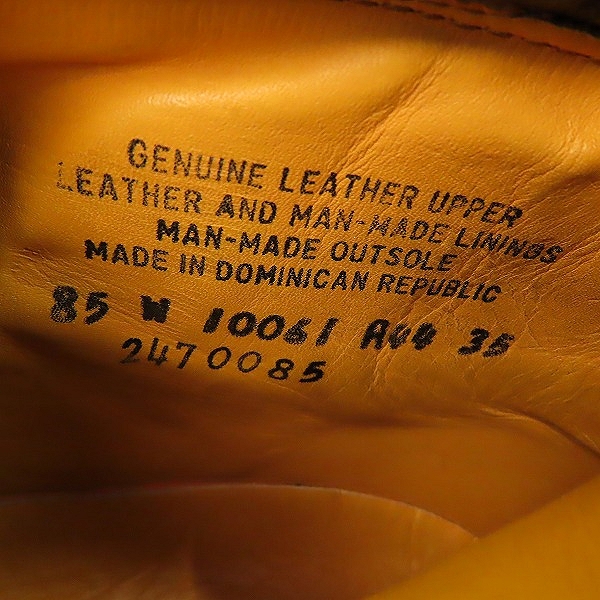 GENUINE LEATHER UPPER
LEATHER AND MAN-MADE LININGS
MAN-MADE OUTSOLE
MADE IN DOMINICAN REPUBLIC
85 W 10061 35
2470085